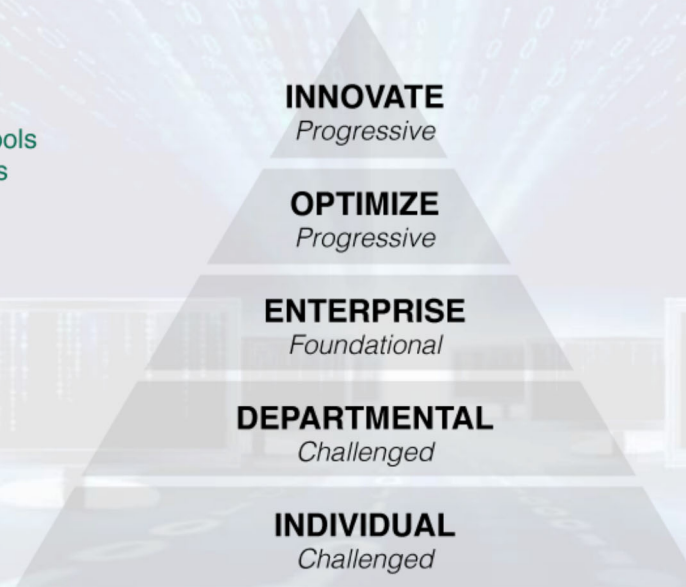 INNOVATE
Progressive
OPTIMIZE
Progressive
ENTERPRISE
Foundational
DEPARTMENTAL
Challenged
INDIVIDUAL
Challenged